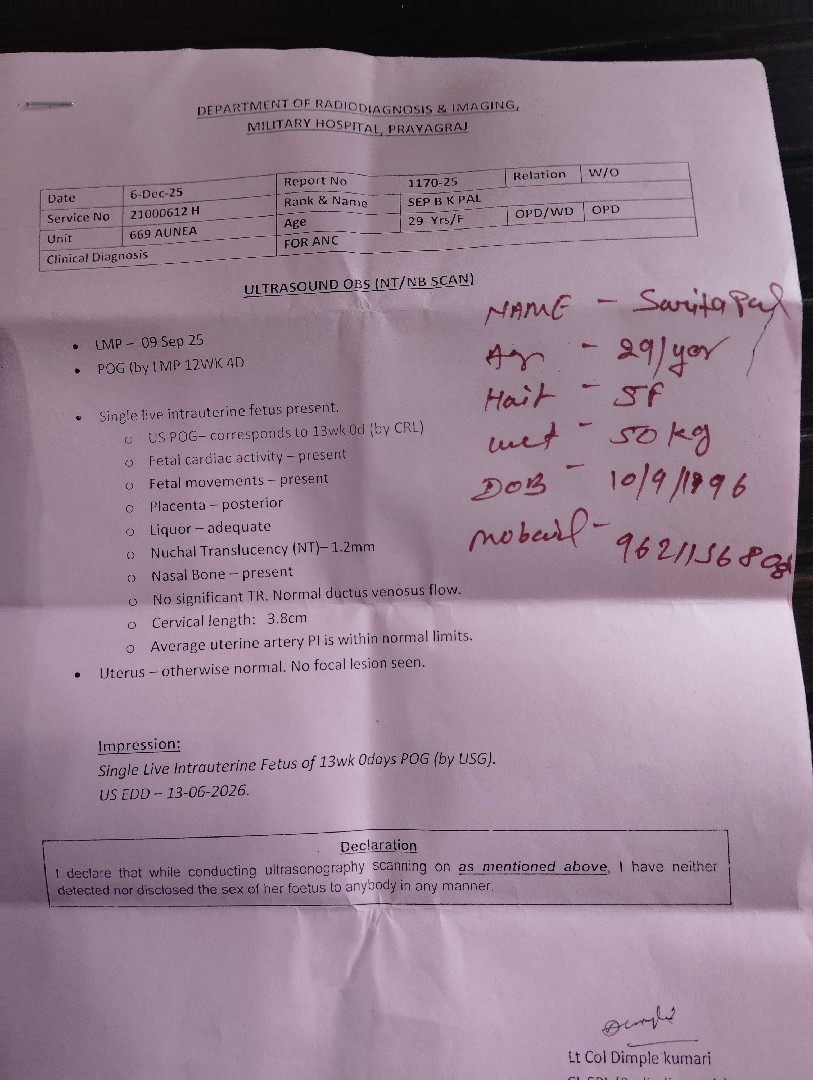 DEPARTMENT OF RADIODIAGNOSIS & IMAGING,
MILITARY HOSPITAL, PRAYAGRAJ
Date 6-Dec-25 Report No 1170-25 Relation W/O
Service No 21000612 H Rank & Name SEP B K PAL
Unit 669 AUNEA Age 29 Yrs/F OPD/WD OPD
Clinical Diagnosis FOR ANC
ULTRASOUND OBS (NT/NB SCAN)
NAME - Sarita Pal
Ag - 29/yer
Hait - 5f
wet - 50 kg
DOB - 10/9/1996
mobail -
• LMP – 09 Sep 25
• POG (by LMP 12WK 4D
• Single live intrauterine fetus present.
o US POG– corresponds to 13wk 0d (by CRL)
o Fetal cardiac activity – present
o Fetal movements – present
o Placenta – posterior
o Liquor – adequate
o Nuchal Translucency (NT)– 1.2mm
o Nasal Bone – present
o No significant TR. Normal ductus venosus flow.
o Cervical length: 3.8cm
o Average uterine artery PI is within normal limits.
• Uterus – otherwise normal. No focal lesion seen.
Impression:
Single Live Intrauterine Fetus of 13wk 0days POG (by USG).
US EDD – 13-06-2026.
Declaration
I declare that while conducting ultrasonography scanning on as mentioned above, I have neither
detected nor disclosed the sex of her foetus to anybody in any manner.
Lt Col Dimple kumari